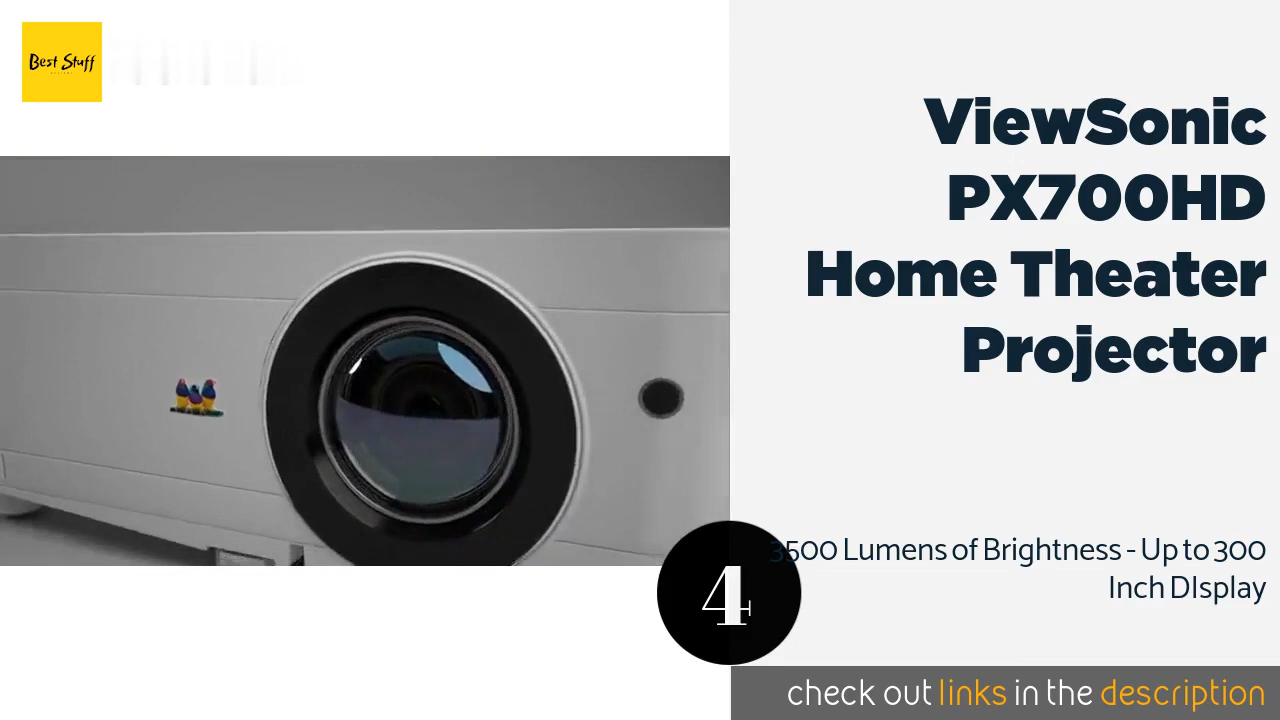 Best Stuff
ViewSonic
PX700HD
Home Theater
Projector
3500 Lumens of Brightness - Up to 300
Inch DIsplay
4
check out links in the description